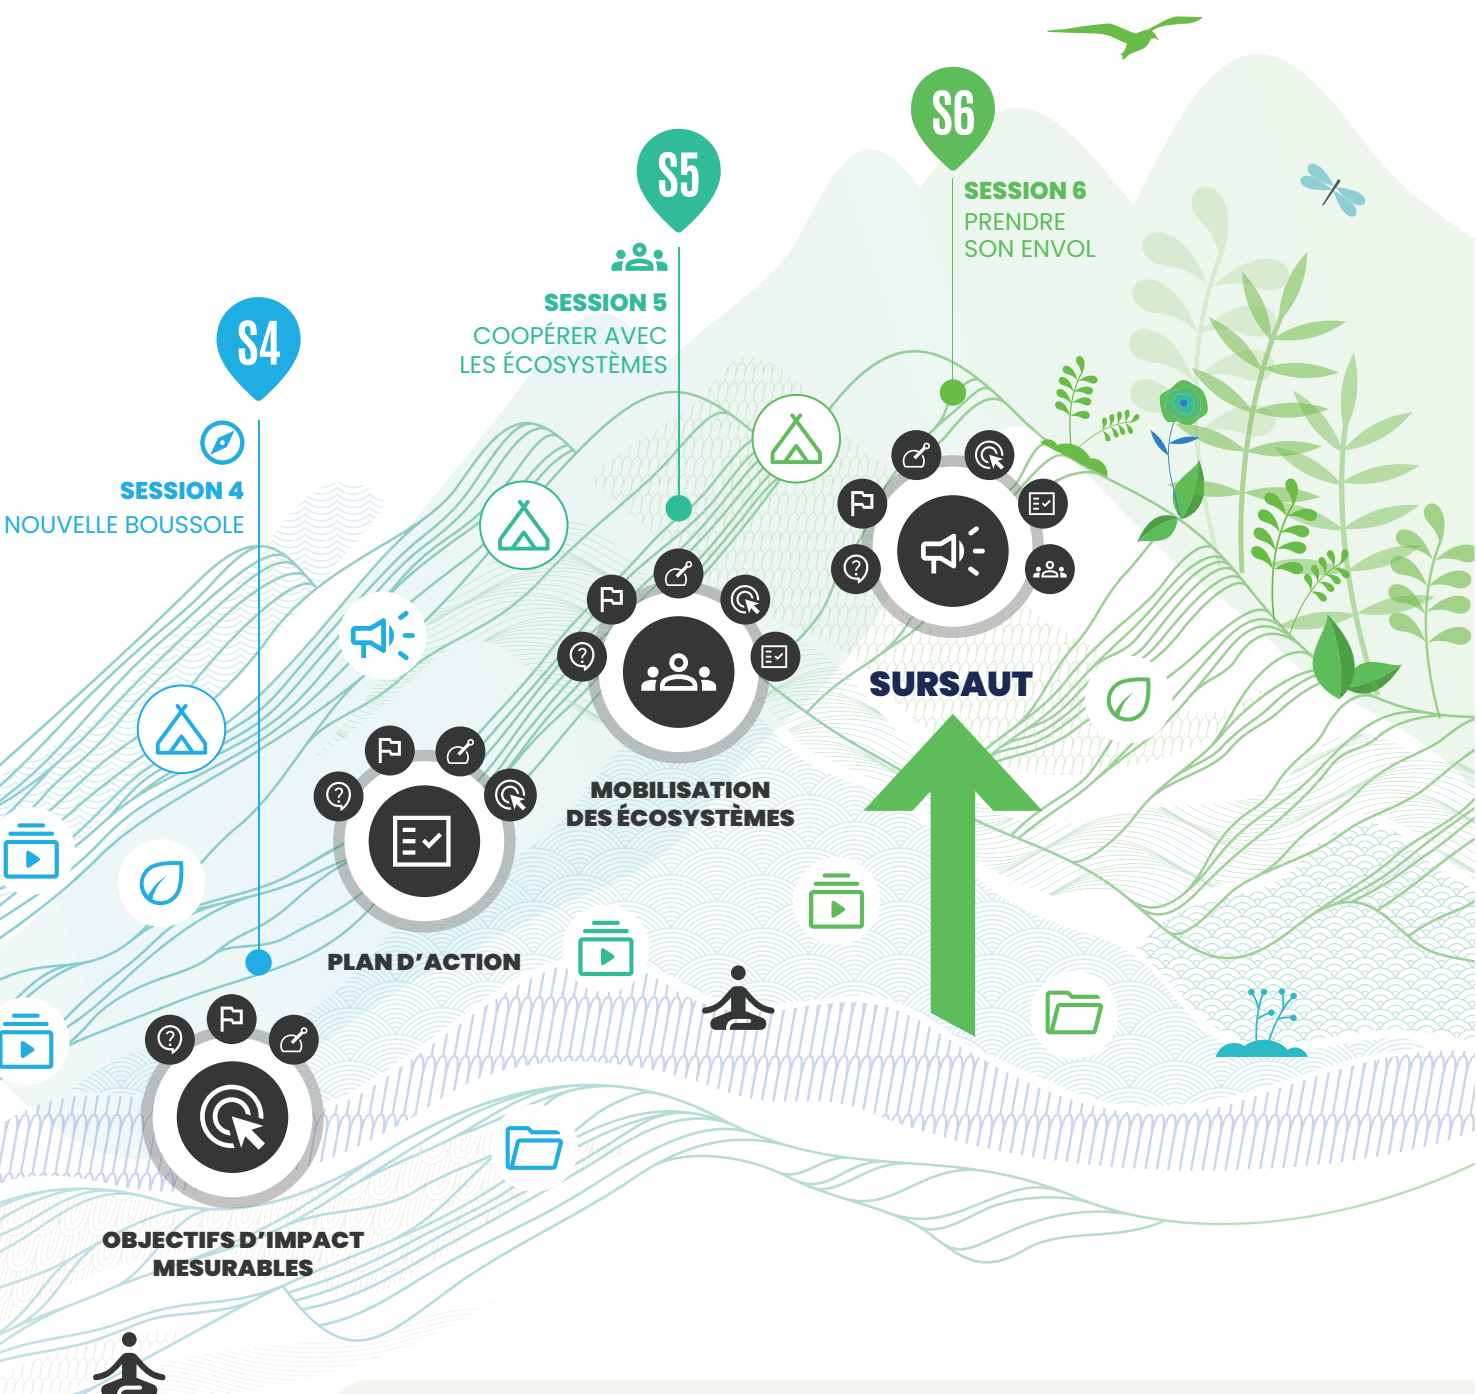 S6
SESSION 6
PRENDRE
SON ENVOL
S5
SESSION 5
COOPÉRER AVEC
LES ÉCOSYSTÈMES
S4
SESSION 4
NOUVELLE BOUSSOLE
SURSAUT
MOBILISATION
DES ÉCOSYSTÈMES
PLAN D’ACTION
OBJECTIFS D’IMPACT
MESURABLES